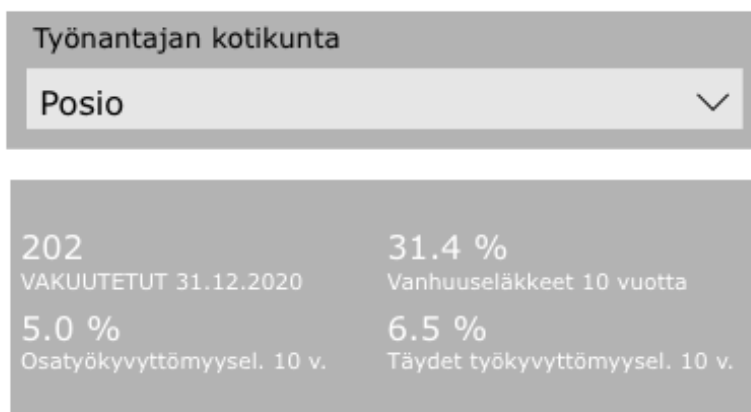 Työnantajan kotikunta
Posio
202
VAKUUTETUT 31.12.2020
31.4 %
Vanhuuseläkkeet 10 vuotta
5.0 %
Osatyökyvyttömyysel. 10 v.
6.5 %
Täydet työkyvyttömyysel. 10 v.